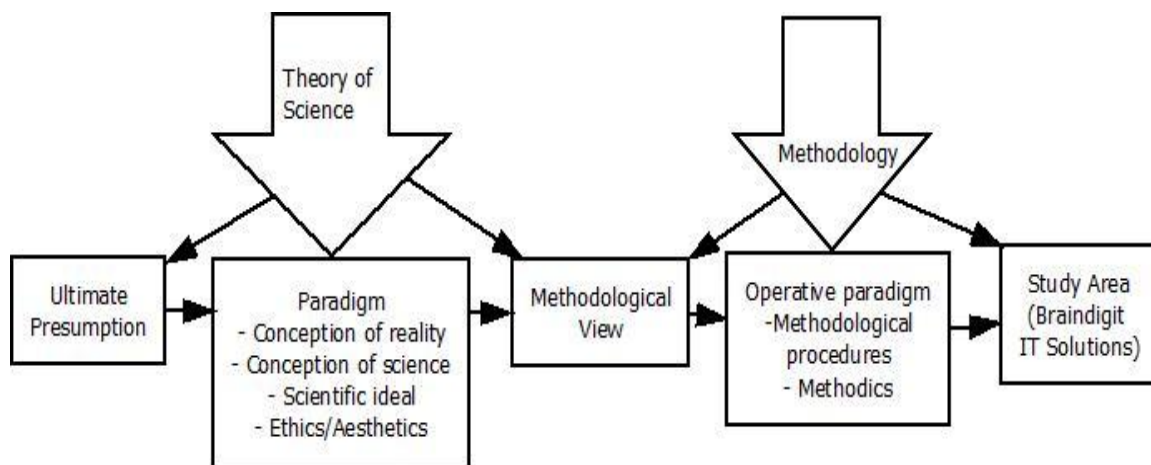 Theory of
Science
Methodology
Ultimate
Presumption
Paradigm
- Conception of reality
- Conception of science
- Scientific ideal
- Ethics/Aesthetics
Methodological
View
Operative paradigm
-Methodological
procedures
- Methodics
Study Area
(Braindigit
IT Solutions)